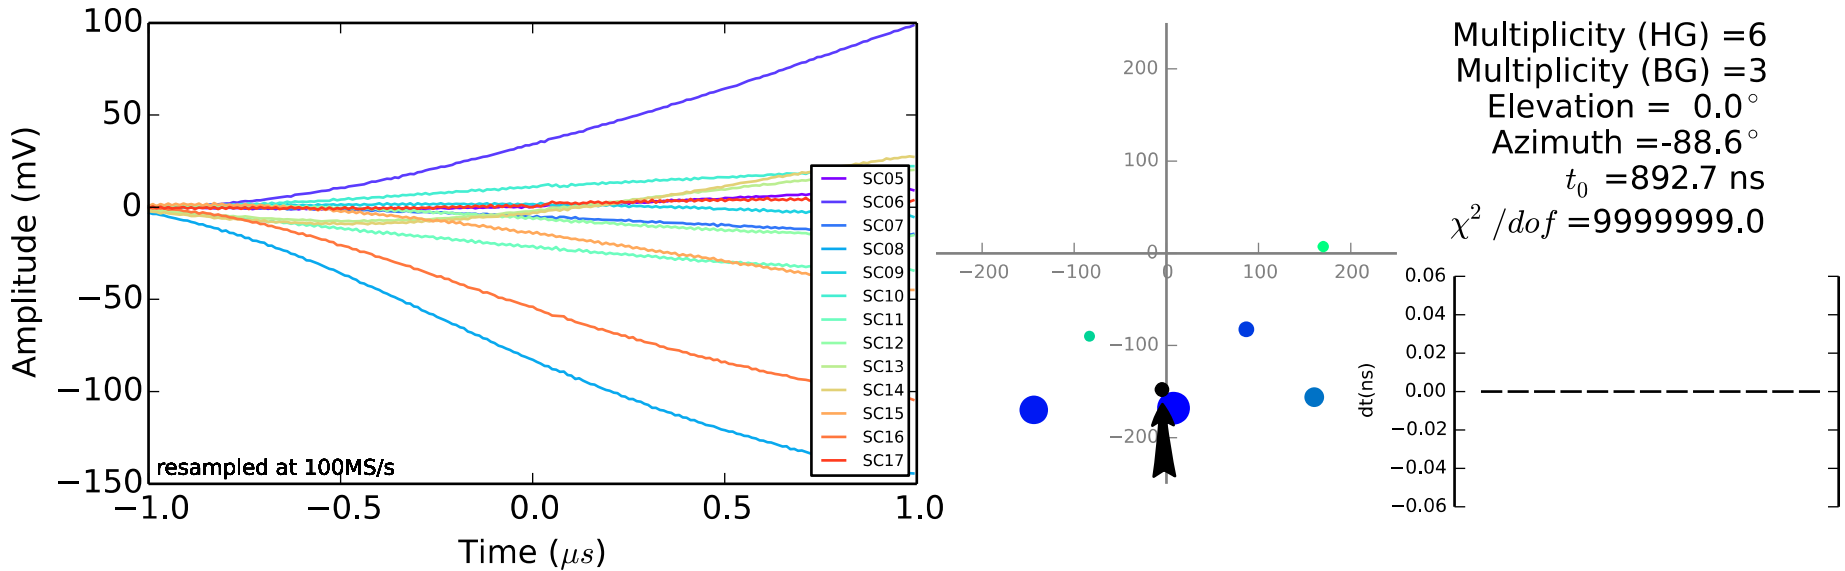 100
50
0
−50
−100
−150
Amplitude (mV)
−1.0
−0.5
0.0
0.5
1.0
Time (μs)
resampled at 100MS/s
SC05
SC06
SC07
SC08
SC09
SC10
SC11
SC12
SC13
SC14
SC15
SC16
SC17
200
100
0
−100
−200
−200
−100
0
100
200
Multiplicity (HG) =6
Multiplicity (BG) =3
Elevation = 0.0°
Azimuth =-88.6°
t₀ =892.7 ns
χ² /dof =9999999.0
0.06
0.04
0.02
0.00
−0.02
−0.04
−0.06
dt(ns)